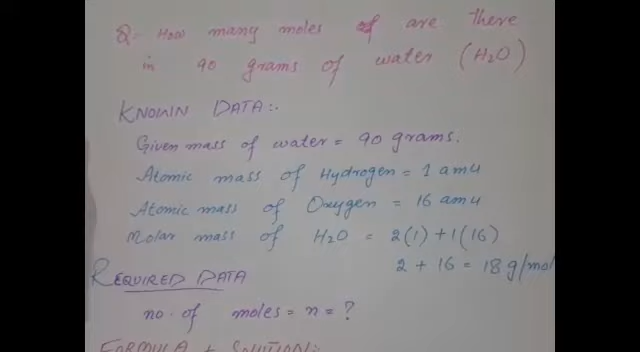 Q- How many moles of are there
in 90 grams of water (H₂O)
KNOWN DATA:-
Given mass of water = 90 grams.
Atomic mass of Hydrogen = 1 amu
Atomic mass of Oxygen = 16 amu
Molar mass of H₂O = 2(1) + 1(16)
2 + 16 = 18 g/mol
REQUIRED DATA
no. of moles = n = ?
FORMULA + SOLUTION: